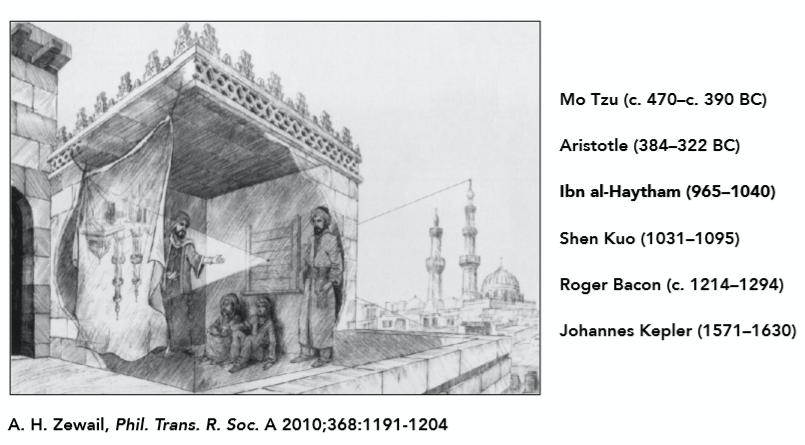 Mo Tzu (c. 470–c. 390 BC)
Aristotle (384–322 BC)
Ibn al-Haytham (965–1040)
Shen Kuo (1031–1095)
Roger Bacon (c. 1214–1294)
Johannes Kepler (1571–1630)
A. H. Zewail, Phil. Trans. R. Soc. A 2010;368:1191-1204